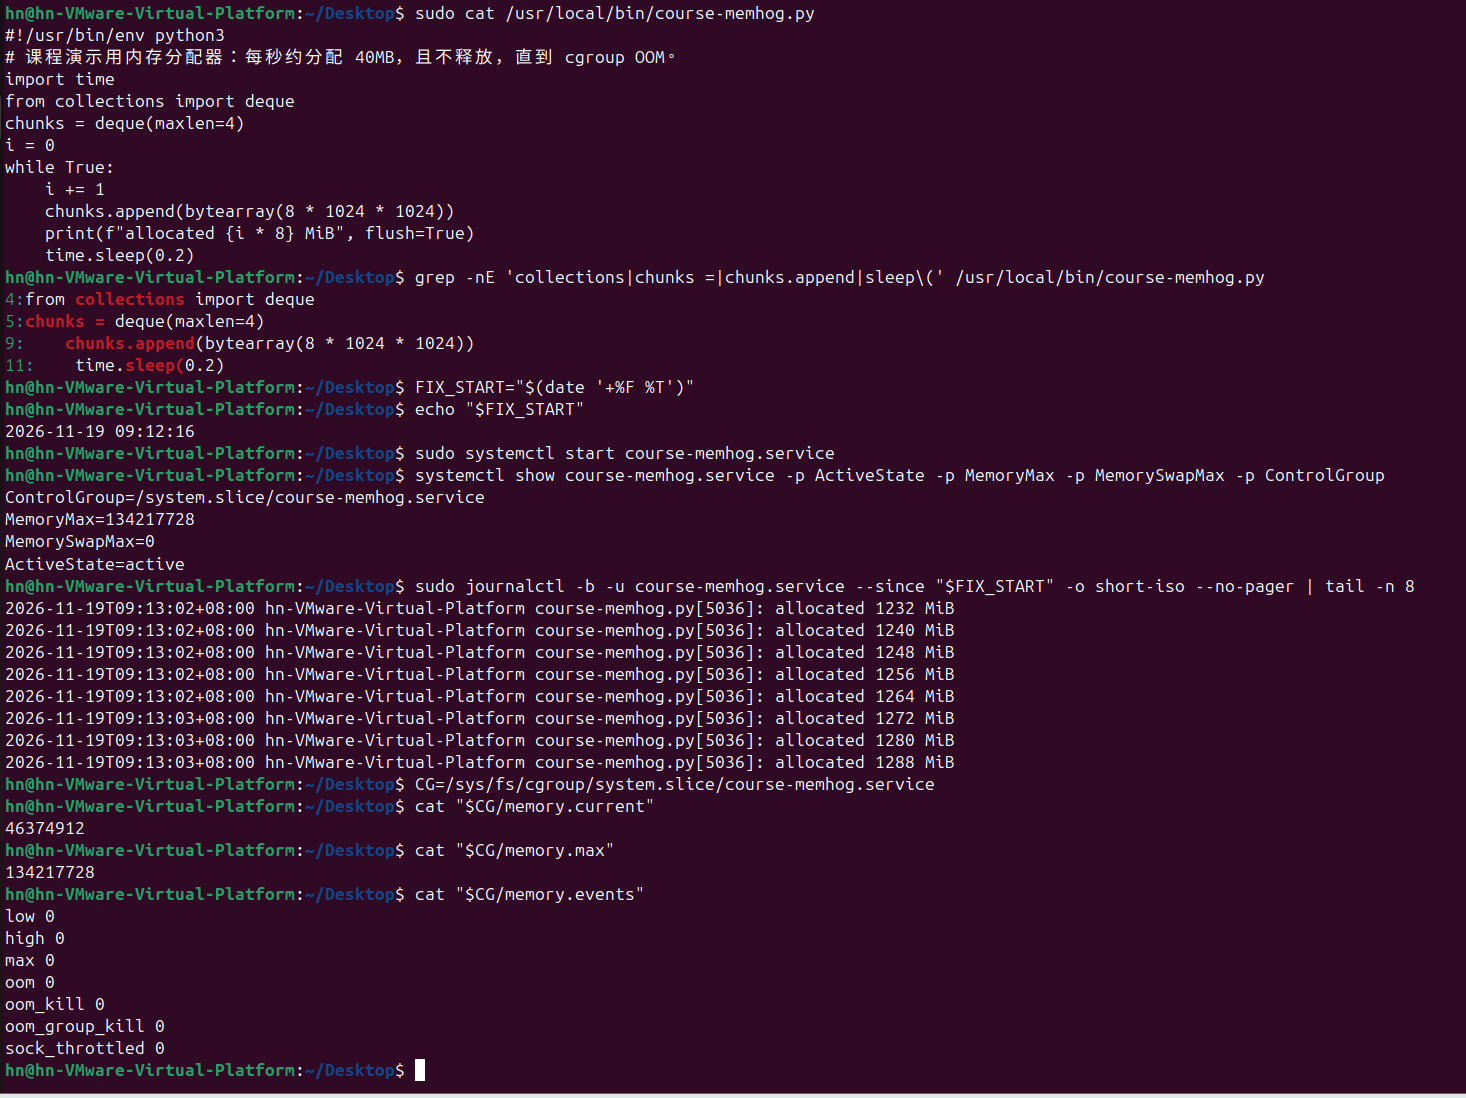 hn@hn-VMware-Virtual-Platform:~/Desktop$ sudo cat /usr/local/bin/course-memhog.py
#!/usr/bin/env python3
# 课程演示用内存分配器：每秒约分配 40MB，且不释放，直到 cgroup OOM。
import time
from collections import deque
chunks = deque(maxlen=4)
i = 0
while True:
    i += 1
    chunks.append(bytearray(8 * 1024 * 1024))
    print(f"allocated {i * 8} MiB", flush=True)
    time.sleep(0.2)
hn@hn-VMware-Virtual-Platform:~/Desktop$ grep -nE 'collections|chunks =|chunks.append|sleep\(' /usr/local/bin/course-memhog.py
4:from collections import deque
5:chunks = deque(maxlen=4)
9:    chunks.append(bytearray(8 * 1024 * 1024))
11:    time.sleep(0.2)
hn@hn-VMware-Virtual-Platform:~/Desktop$ FIX_START="$(date '+%F %T')"
hn@hn-VMware-Virtual-Platform:~/Desktop$ echo "$FIX_START"
2026-11-19 09:12:16
hn@hn-VMware-Virtual-Platform:~/Desktop$ sudo systemctl start course-memhog.service
hn@hn-VMware-Virtual-Platform:~/Desktop$ systemctl show course-memhog.service -p ActiveState -p MemoryMax -p MemorySwapMax -p ControlGroup
ControlGroup=/system.slice/course-memhog.service
MemoryMax=134217728
MemorySwapMax=0
ActiveState=active
hn@hn-VMware-Virtual-Platform:~/Desktop$ sudo journalctl -b -u course-memhog.service --since "$FIX_START" -o short-iso --no-pager | tail -n 8
2026-11-19T09:13:02+08:00 hn-VMware-Virtual-Platform course-memhog.py[5036]: allocated 1232 MiB
2026-11-19T09:13:02+08:00 hn-VMware-Virtual-Platform course-memhog.py[5036]: allocated 1240 MiB
2026-11-19T09:13:02+08:00 hn-VMware-Virtual-Platform course-memhog.py[5036]: allocated 1248 MiB
2026-11-19T09:13:02+08:00 hn-VMware-Virtual-Platform course-memhog.py[5036]: allocated 1256 MiB
2026-11-19T09:13:02+08:00 hn-VMware-Virtual-Platform course-memhog.py[5036]: allocated 1264 MiB
2026-11-19T09:13:03+08:00 hn-VMware-Virtual-Platform course-memhog.py[5036]: allocated 1272 MiB
2026-11-19T09:13:03+08:00 hn-VMware-Virtual-Platform course-memhog.py[5036]: allocated 1280 MiB
2026-11-19T09:13:03+08:00 hn-VMware-Virtual-Platform course-memhog.py[5036]: allocated 1288 MiB
hn@hn-VMware-Virtual-Platform:~/Desktop$ CG=/sys/fs/cgroup/system.slice/course-memhog.service
hn@hn-VMware-Virtual-Platform:~/Desktop$ cat "$CG/memory.current"
46374912
hn@hn-VMware-Virtual-Platform:~/Desktop$ cat "$CG/memory.max"
134217728
hn@hn-VMware-Virtual-Platform:~/Desktop$ cat "$CG/memory.events"
low 0
high 0
max 0
oom 0
oom_kill 0
oom_group_kill 0
sock_throttled 0
hn@hn-VMware-Virtual-Platform:~/Desktop$